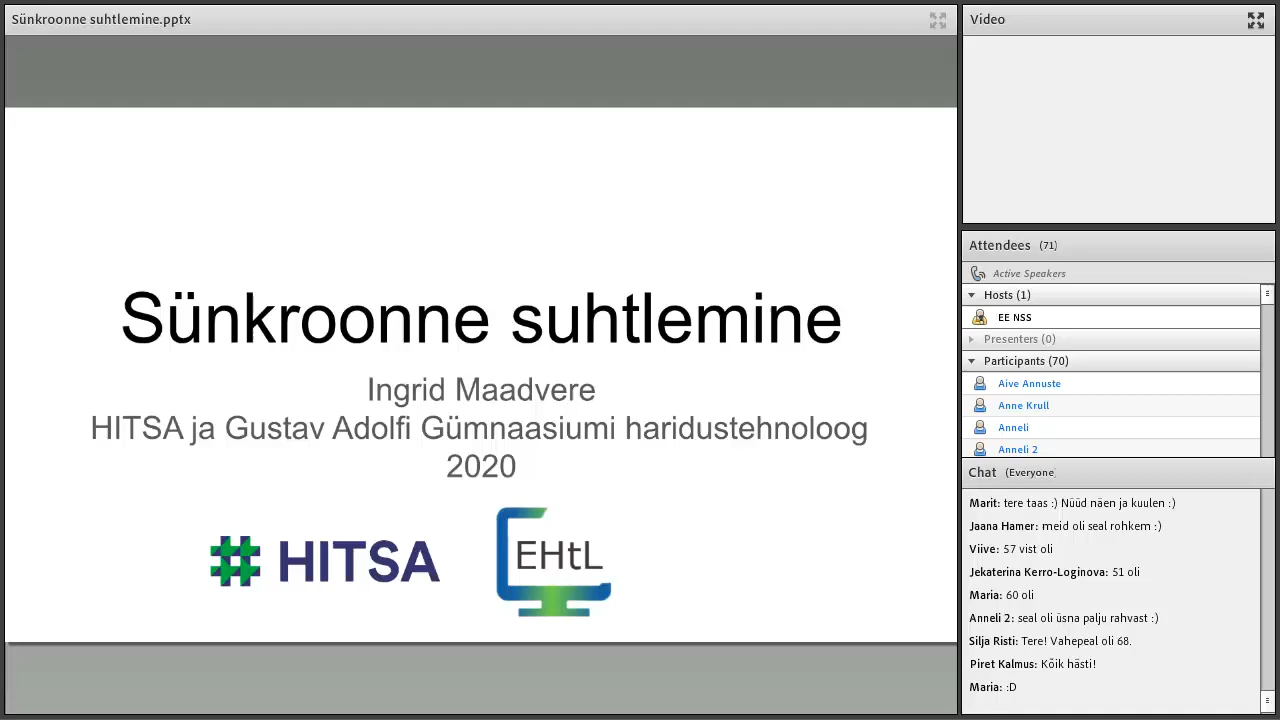 Sünkroonne suhtlemine.pptx
Sünkroonne suhtlemine
Ingrid Maadvere
HITSA ja Gustav Adolfi Gümnaasiumi haridustehnoloog
2020
HITSA
EHtL
Video
Attendees (71)
Active Speakers
Hosts (1)
EE NSS
Presenters (0)
Participants (70)
Aive Annuste
Anne Krull
Anneli
Anneli 2
Chat (Everyone)
Marit: tere taas :) Nüüd näen ja kuulen :)
Jaana Hamer: meid oli seal rohkem :)
Viive: 57 vist oli
Jekaterina Kerro-Loginova: 51 oli
Maria: 60 oli
Anneli 2: seal oli üsna palju rahvast :)
Silja Risti: Tere! Vahepeal oli 68.
Piret Kalmus: Kõik hästi!
Maria: :D